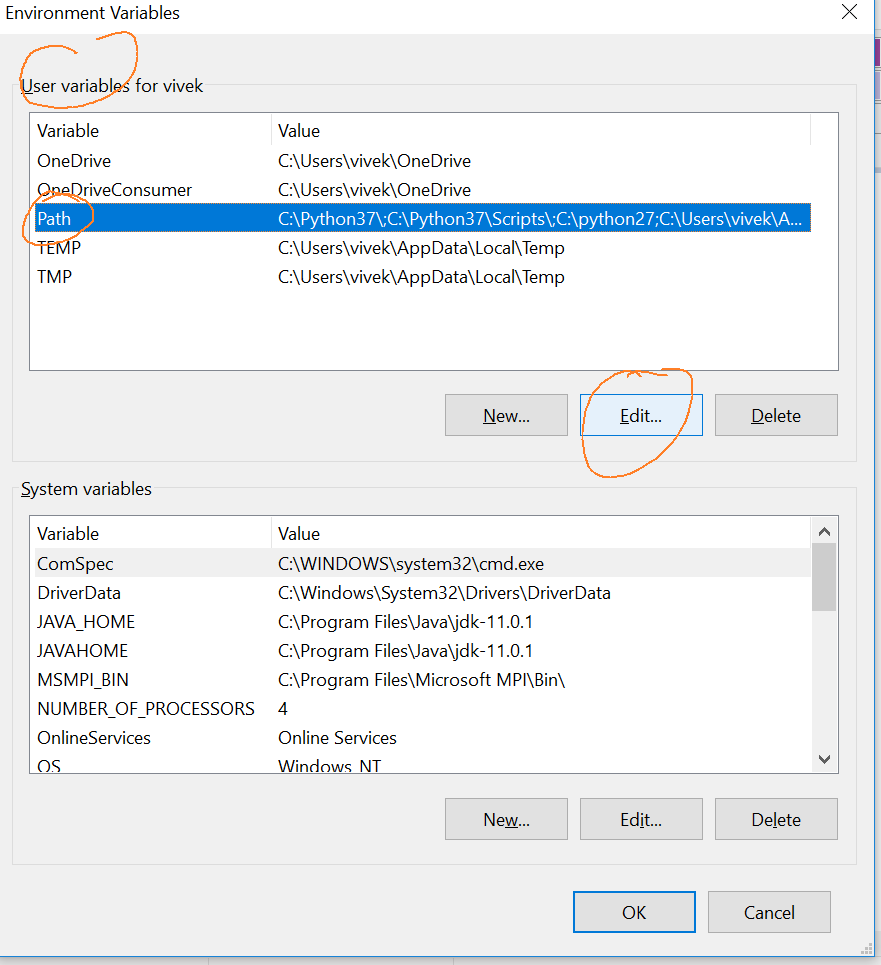 Environment Variables
User variables for vivek
Variable Value
OneDrive C:\Users\vivek\OneDrive
OneDriveConsumer C:\Users\vivek\OneDrive
Path C:\Python37\;C:\Python37\Scripts\;C:\python27;C:\Users\vivek\A...
TEMP C:\Users\vivek\AppData\Local\Temp
TMP C:\Users\vivek\AppData\Local\Temp
New... Edit... Delete
System variables
Variable Value
ComSpec C:\WINDOWS\system32\cmd.exe
DriverData C:\Windows\System32\Drivers\DriverData
JAVA_HOME C:\Program Files\Java\jdk-11.0.1
JAVAHOME C:\Program Files\Java\jdk-11.0.1
MSMPI_BIN C:\Program Files\Microsoft MPI\Bin\
NUMBER_OF_PROCESSORS 4
OnlineServices Online Services
OS Windows_NT
New... Edit... Delete
OK Cancel